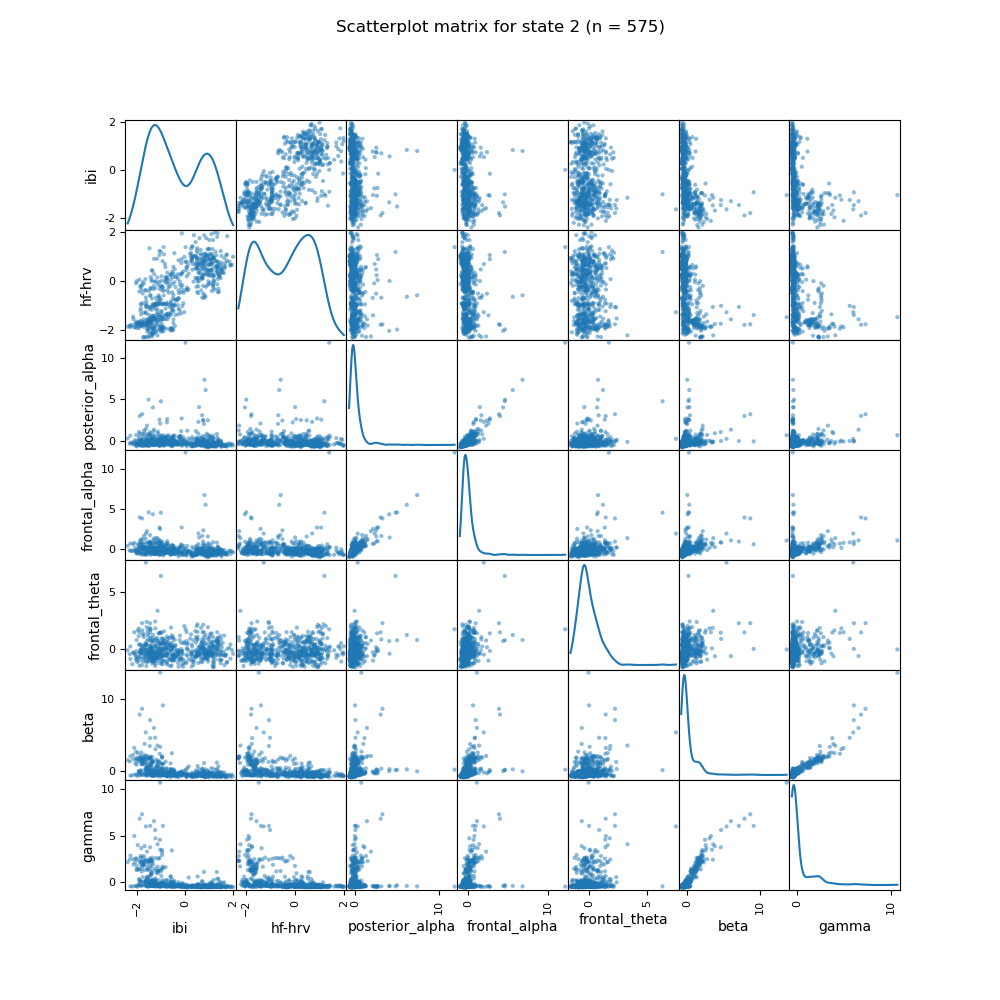 Scatterplot matrix for state 2 (n = 575)
2
0
−2
ibi
2
0
−2
hf-hrv
10
5
0
posterior_alpha
10
5
0
frontal_alpha
5
0
frontal_theta
10
0
beta
10
5
0
gamma
−2 0 2 −2 0 2 0 10 0 10 0 5 0 10 0 10
ibi hf-hrv posterior_alpha frontal_alpha frontal_theta beta gamma